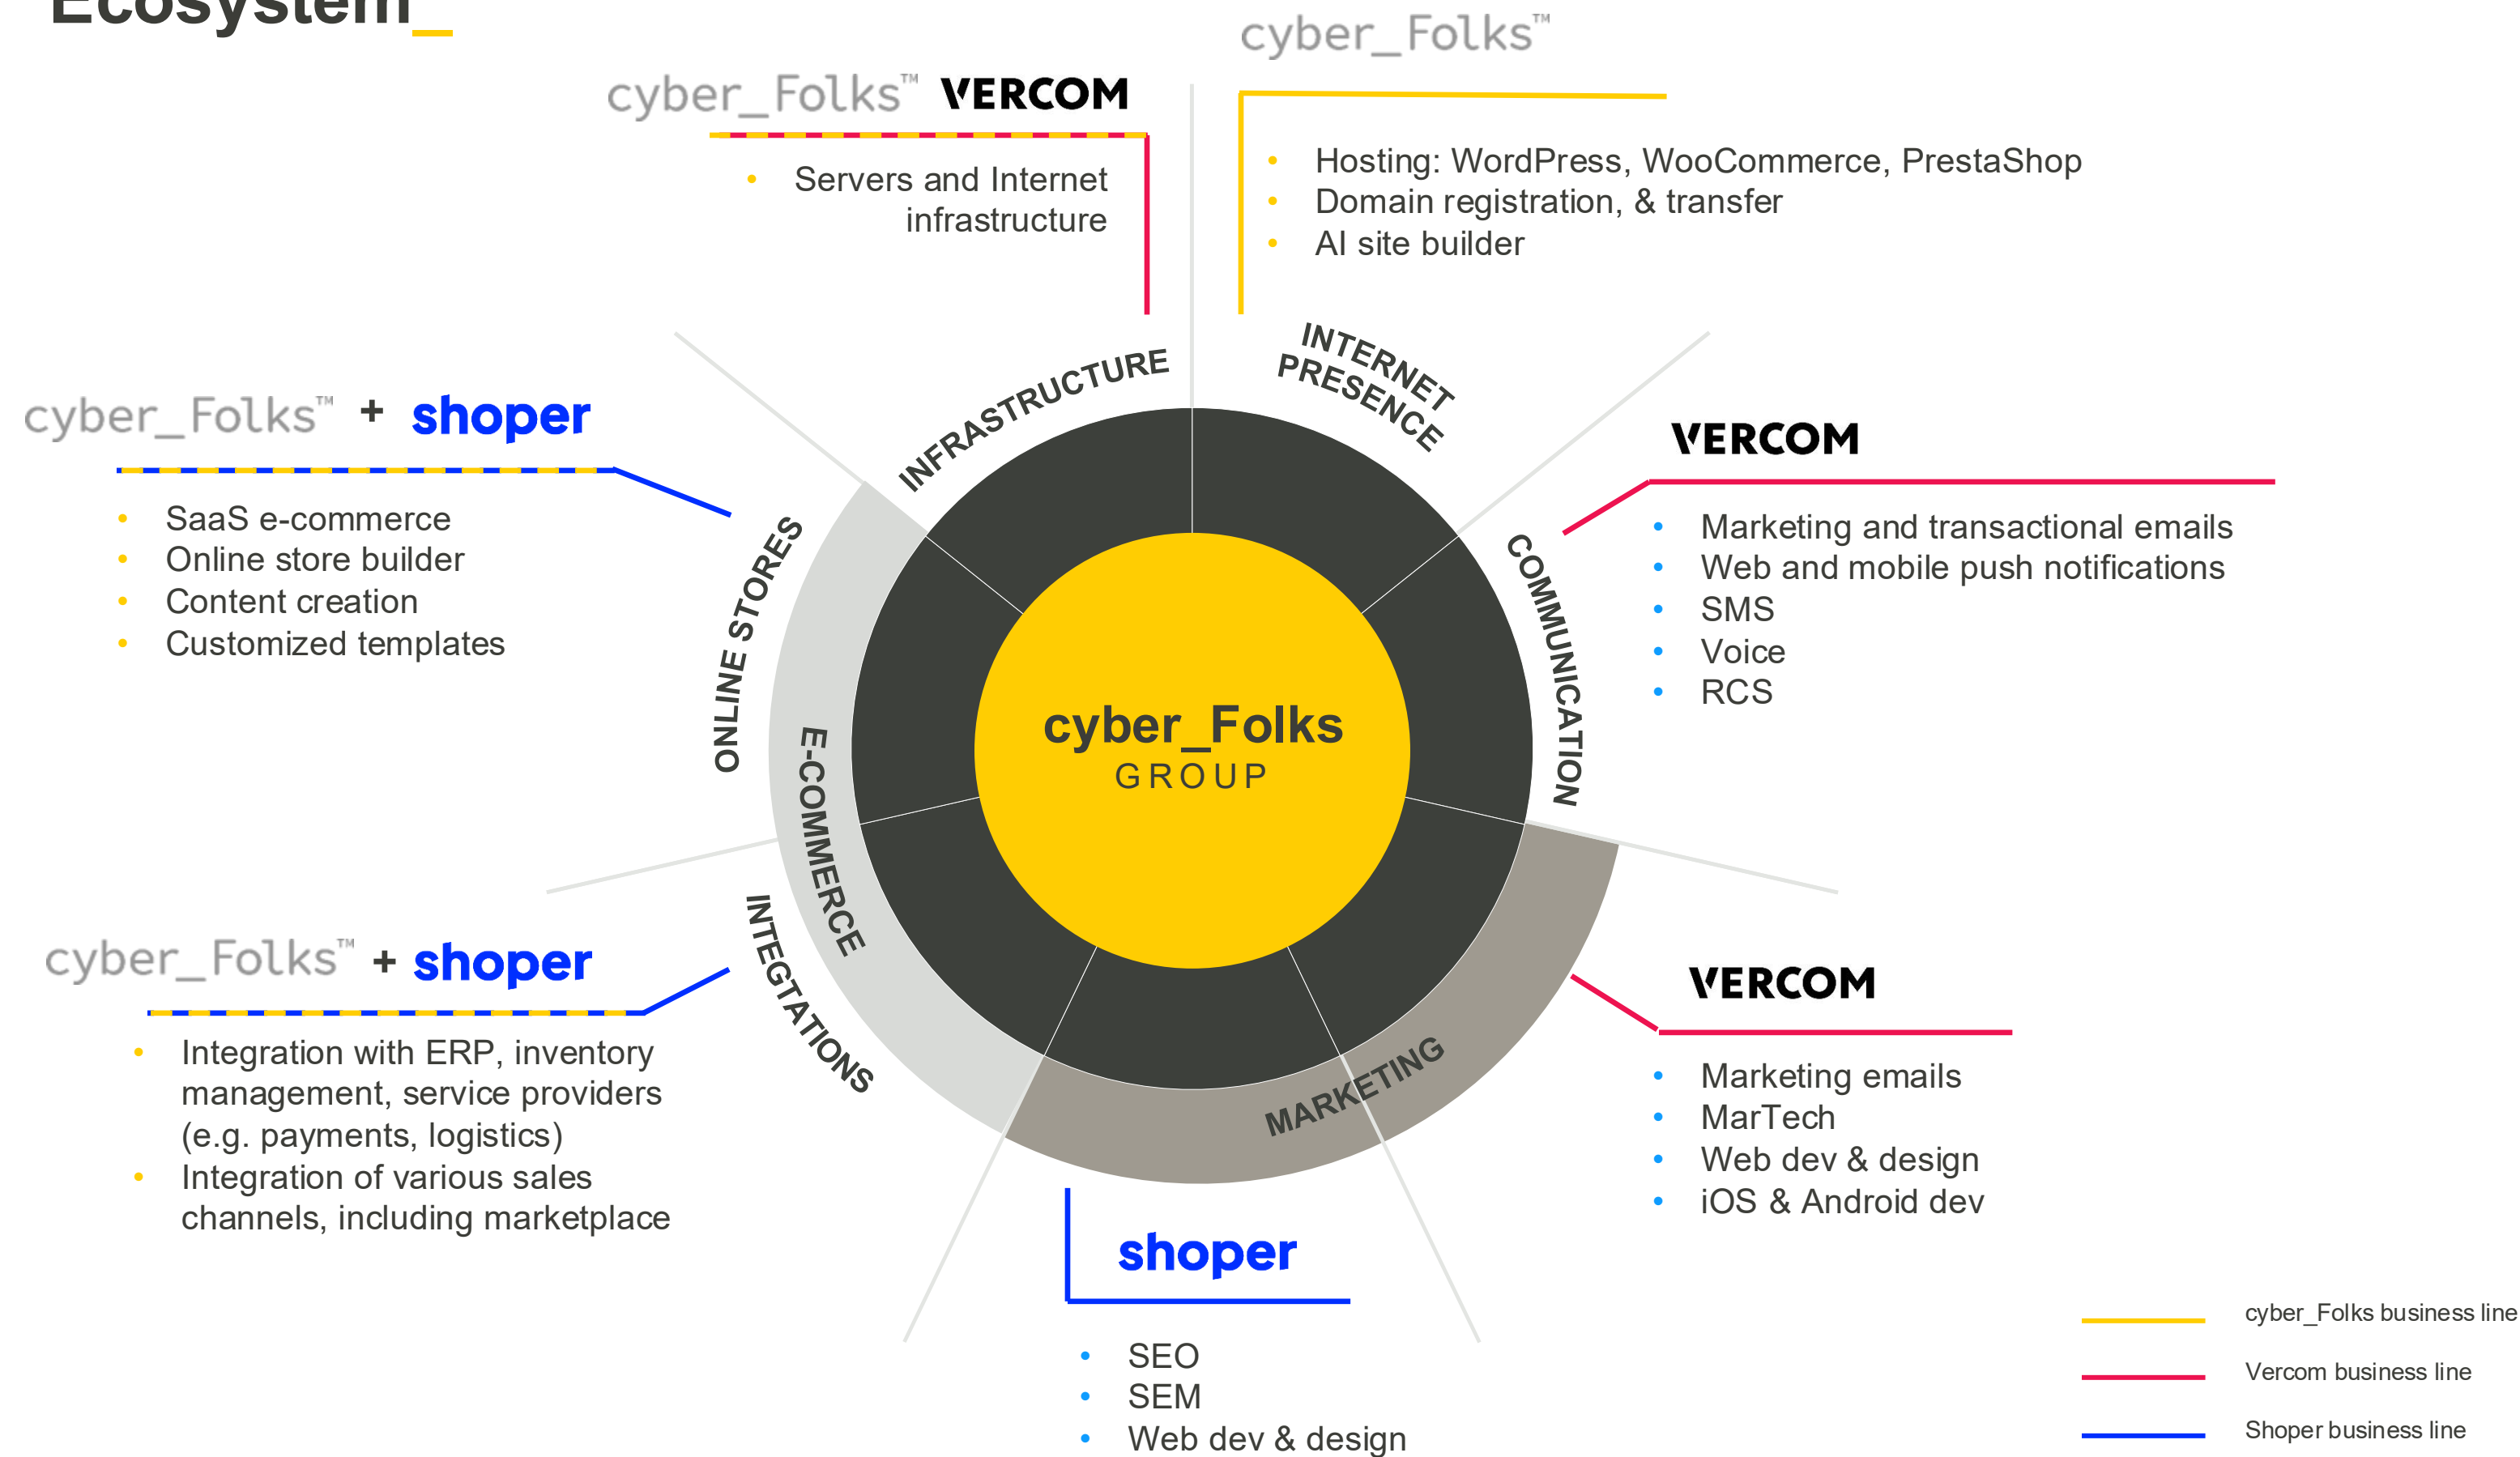 Ecosystem_
cyber_Folks™
cyber_Folks™ VERCOM
• Servers and Internet
infrastructure
• Hosting: WordPress, WooCommerce, PrestaShop
• Domain registration, & transfer
• AI site builder
INFRASTRUCTURE
INTERNET
PRESENCE
cyber_Folks™ + shoper
• SaaS e-commerce
• Online store builder
• Content creation
• Customized templates
ONLINE STORES
VERCOM
• Marketing and transactional emails
• Web and mobile push notifications
• SMS
• Voice
• RCS
COMMUNICATION
cyber_Folks
GROUP
E-COMMERCE
INTEGTATIONS
cyber_Folks™ + shoper
• Integration with ERP, inventory
management, service providers
(e.g. payments, logistics)
• Integration of various sales
channels, including marketplace
MARKETING
VERCOM
• Marketing emails
• MarTech
• Web dev & design
• iOS & Android dev
shoper
• SEO
• SEM
• Web dev & design
cyber_Folks business line
Vercom business line
Shoper business line